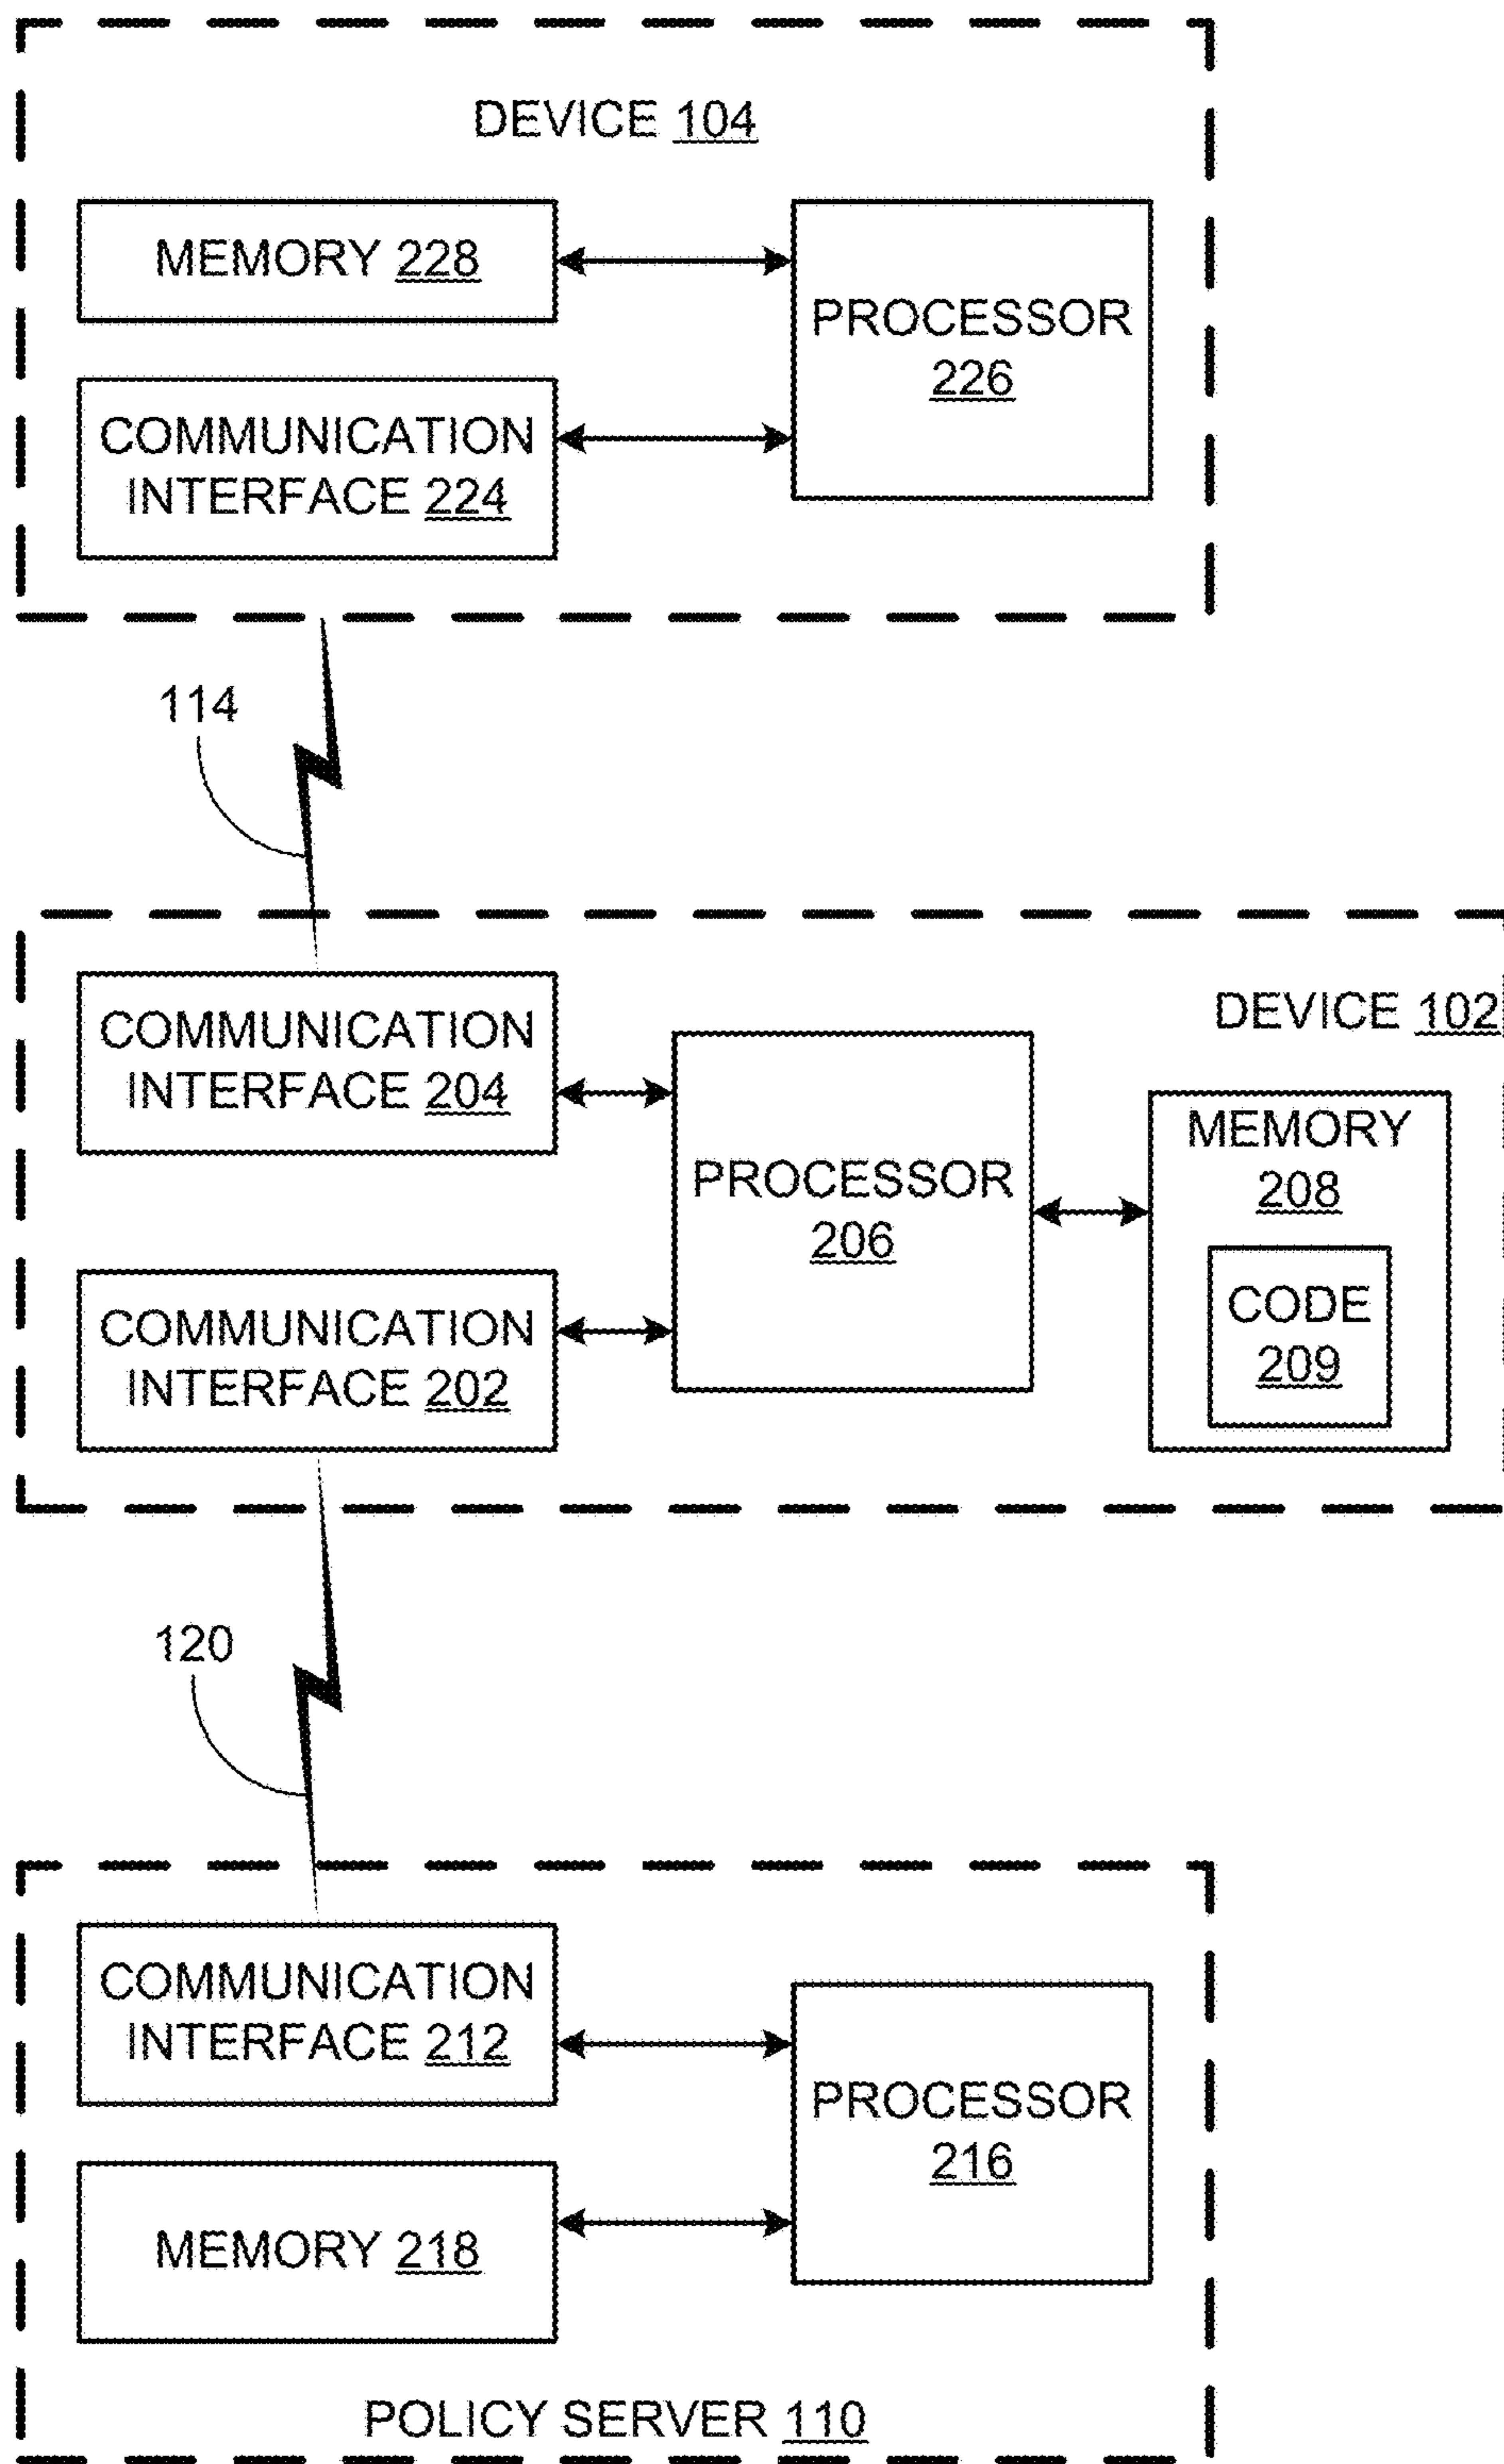 DEVICE 104
MEMORY 228
PROCESSOR
226
COMMUNICATION
INTERFACE 224
114
DEVICE 102
COMMUNICATION
INTERFACE 204
PROCESSOR
206
MEMORY
208
CODE
209
COMMUNICATION
INTERFACE 202
120
COMMUNICATION
INTERFACE 212
PROCESSOR
216
MEMORY 218
POLICY SERVER 110